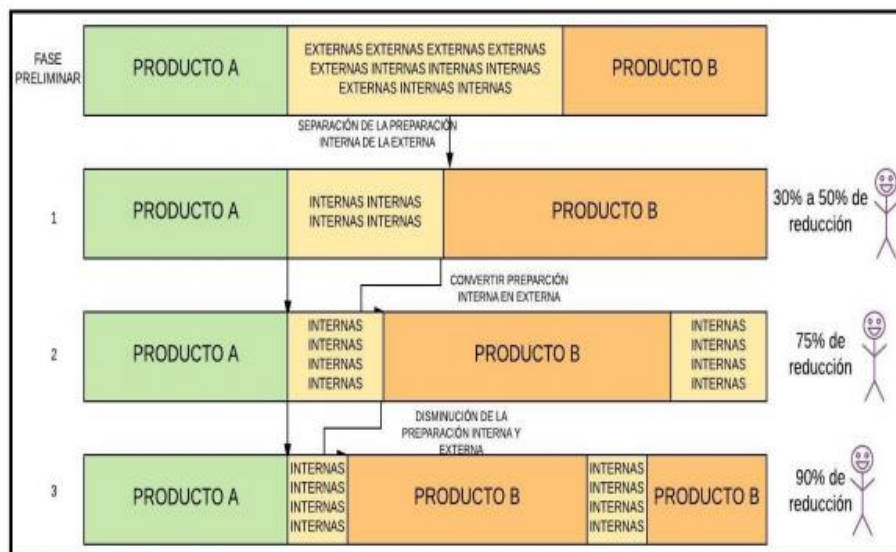 FASE
PRELIMINAR
PRODUCTO A
EXTERNAS EXTERNAS EXTERNAS EXTERNAS
EXTERNAS INTERNAS INTERNAS INTERNAS
EXTERNAS INTERNAS INTERNAS
PRODUCTO B
SEPARACIÓN DE LA PREPARACIÓN
INTERNA DE LA EXTERNA
1
PRODUCTO A
INTERNAS INTERNAS
INTERNAS INTERNAS
PRODUCTO B
30% a 50% de
reducción
CONVERTIR PREPARCIÓN
INTERNA EN EXTERNA
2
PRODUCTO A
INTERNAS
INTERNAS
INTERNAS
INTERNAS
PRODUCTO B
INTERNAS
INTERNAS
INTERNAS
INTERNAS
75% de
reducción
DISMINUCIÓN DE LA
PREPARACIÓN INTERNA Y
EXTERNA
3
PRODUCTO A
INTERNAS
INTERNAS
INTERNAS
INTERNAS
PRODUCTO B
INTERNAS
INTERNAS
INTERNAS
INTERNAS
PRODUCTO B
90% de
reducción